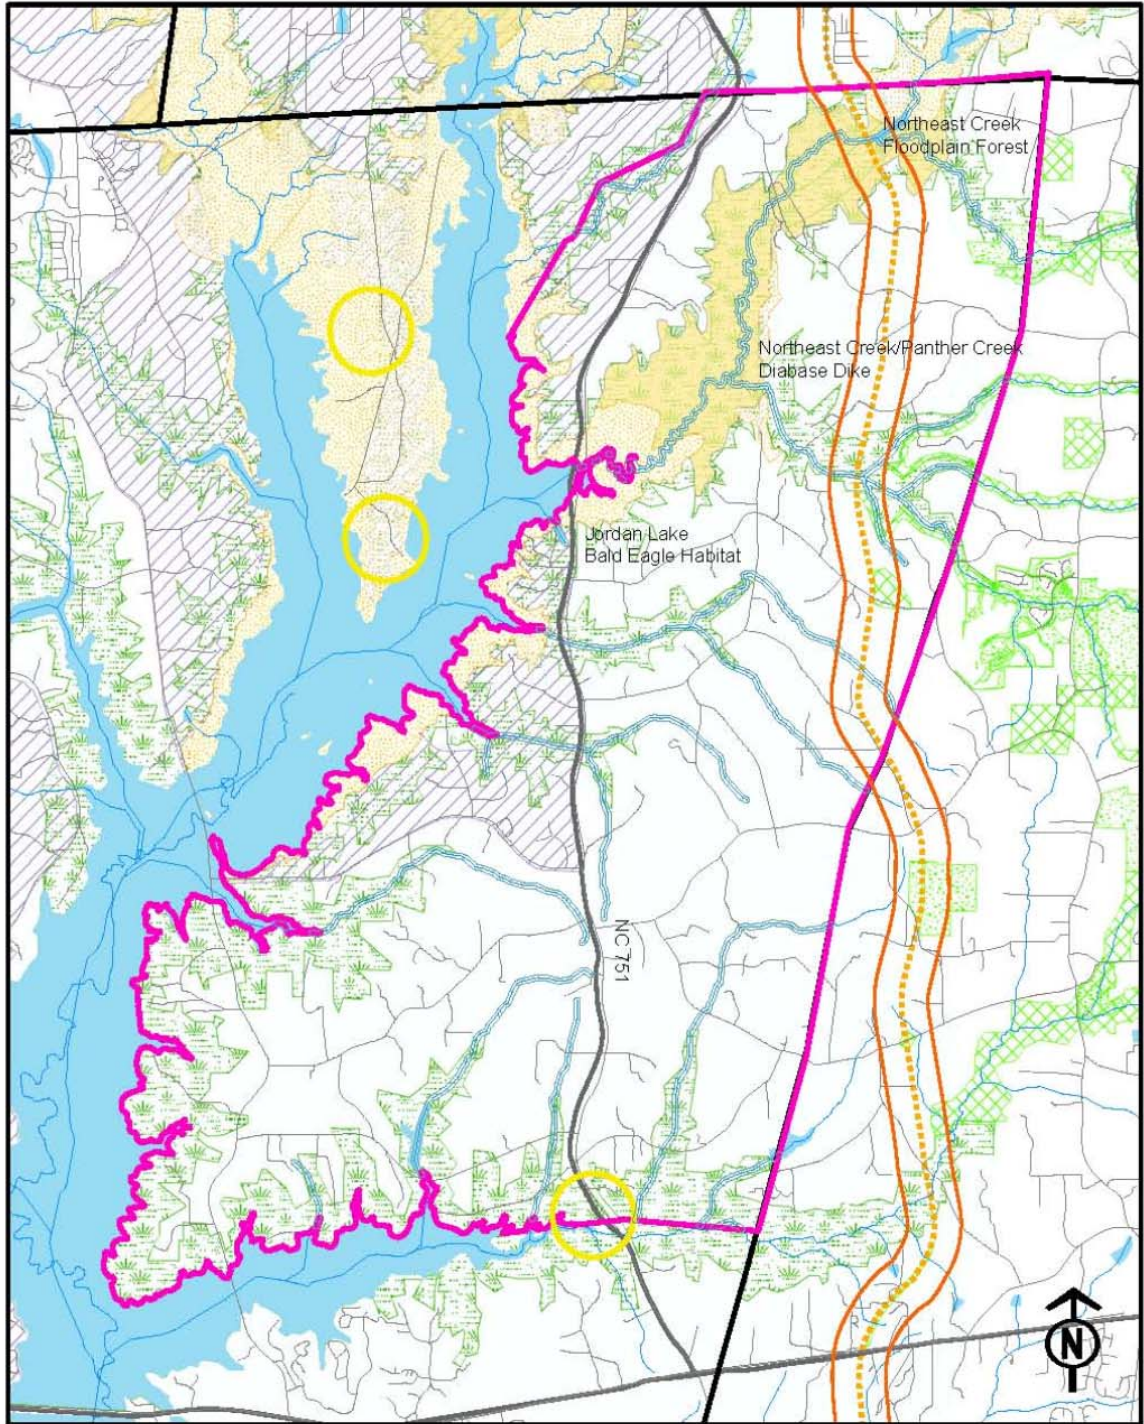 Northeast Creek
Floodplain Forest
Northeast Creek/Panther Creek
Diabase Dike
Jordan Lake
Bald Eagle Habitat
NC 751
N